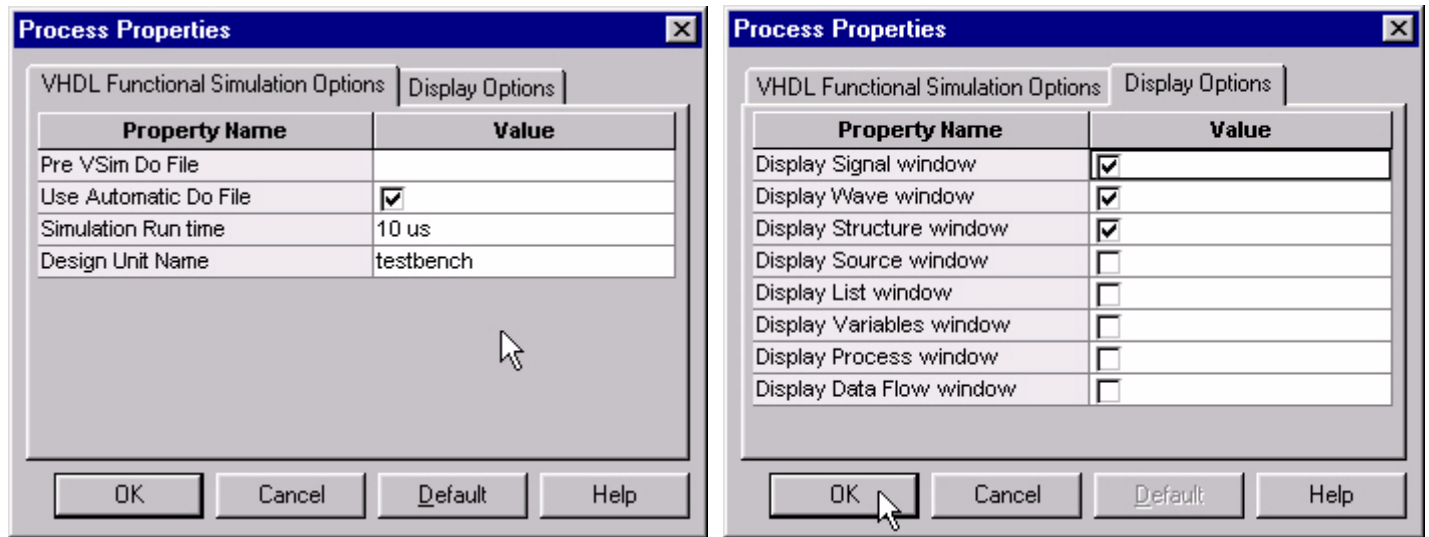 Process Properties
VHDL Functional Simulation Options Display Options
Property Name Value
Pre VSim Do File
Use Automatic Do File
Simulation Run time 10 us
Design Unit Name testbench
OK Cancel Default Help
Process Properties
VHDL Functional Simulation Options Display Options
Property Name Value
Display Signal window
Display Wave window
Display Structure window
Display Source window
Display List window
Display Variables window
Display Process window
Display Data Flow window
OK Cancel Default Help